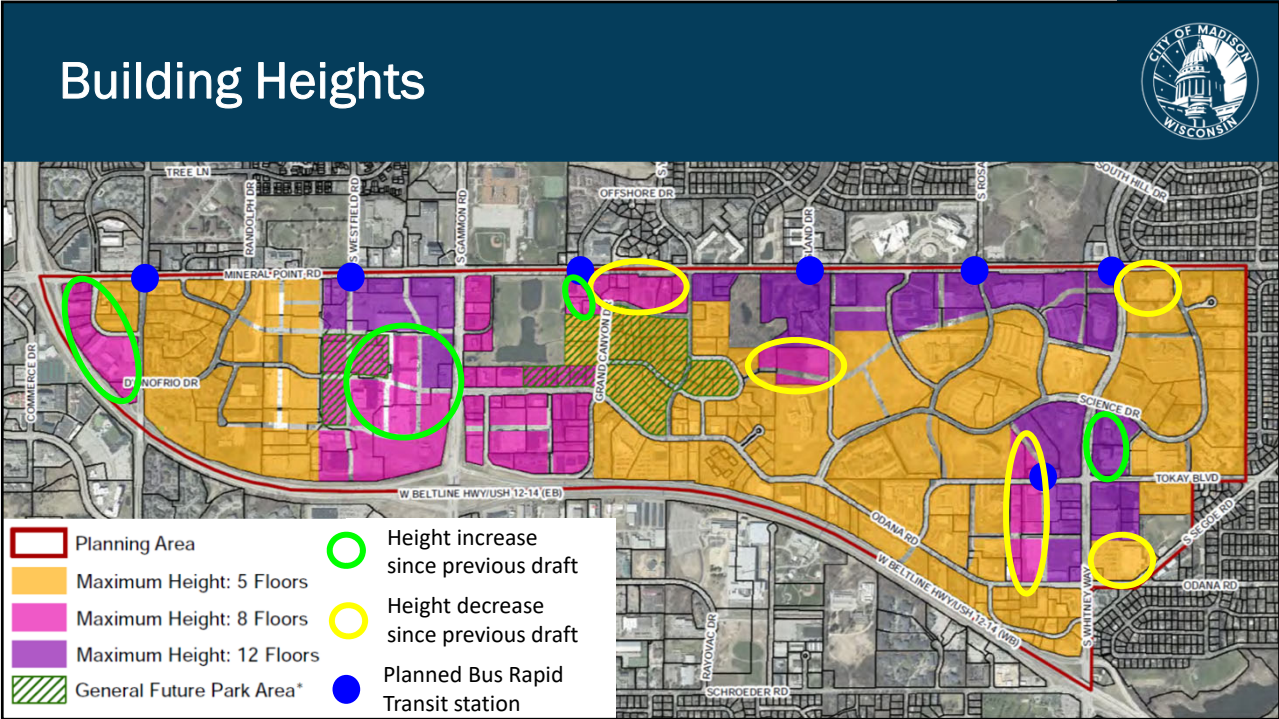 Building Heights
CITY OF MADISON
WISCONSIN
TREE LN
RANDOLPH DR
S WESTFIELD RD
S GAMMON RD
OFFSHORE DR
LAND DR
S ROSA
SOUTH HILL DR
MINERAL POINT RD
COMMERCE DR
D'ONOFRIO DR
GRAND CANYON DR
SCIENCE DR
TOKAY BLVD
S SEGOE RD
W BELTLINE HWY/USH 12-14 (EB)
ODANA RD
W BELTLINE HWY/USH 12-14 (WB)
S WHITNEY WAY
ODANA RD
RAYOVAC DR
SCHROEDER RD
Planning Area
Maximum Height: 5 Floors
Maximum Height: 8 Floors
Maximum Height: 12 Floors
General Future Park Area*
Height increase
since previous draft
Height decrease
since previous draft
Planned Bus Rapid
Transit station